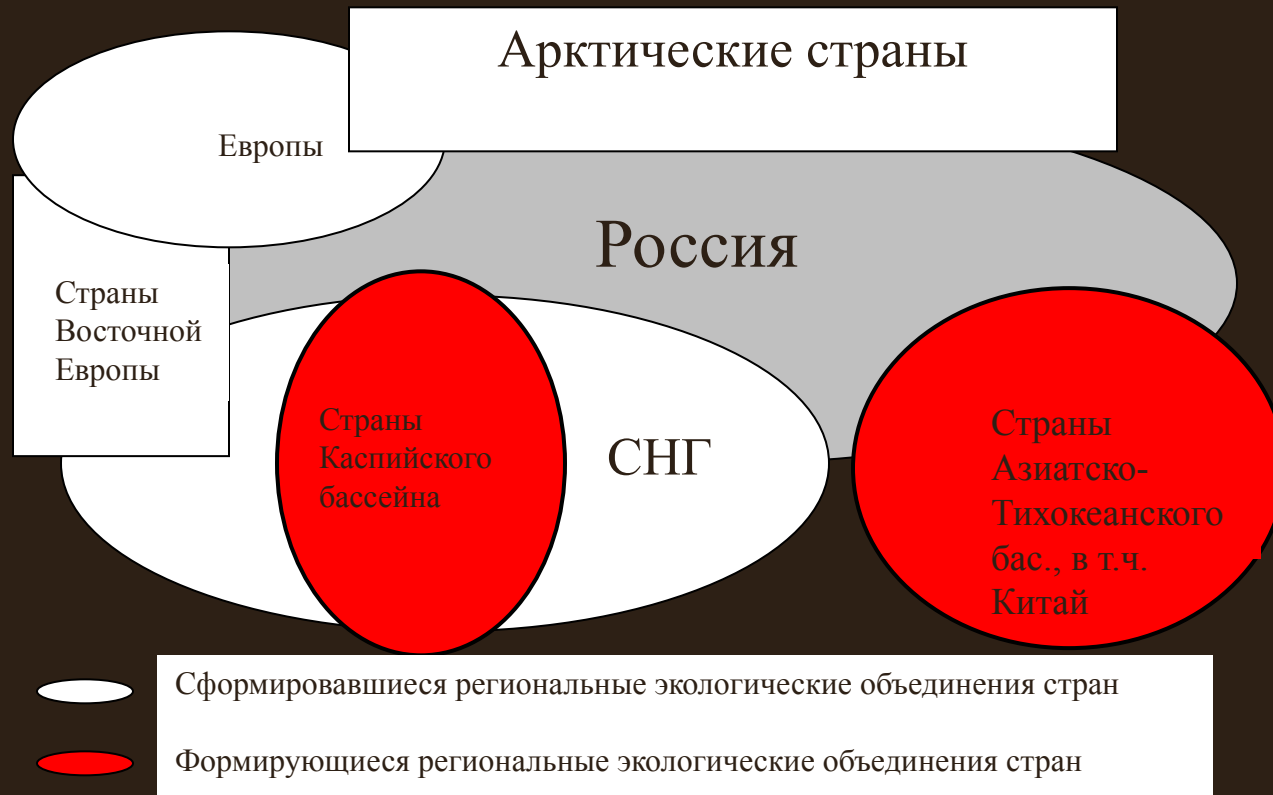 Арктические страны
Европы
Россия
Страны
Восточной
Европы
Страны
Каспийского
бассейна
СНГ
Страны
Азиатско-
Тихокеанского
бас., в т.ч.
Китай
Сформировавшиеся региональные экологические объединения стран
Формирующиеся региональные экологические объединения стран